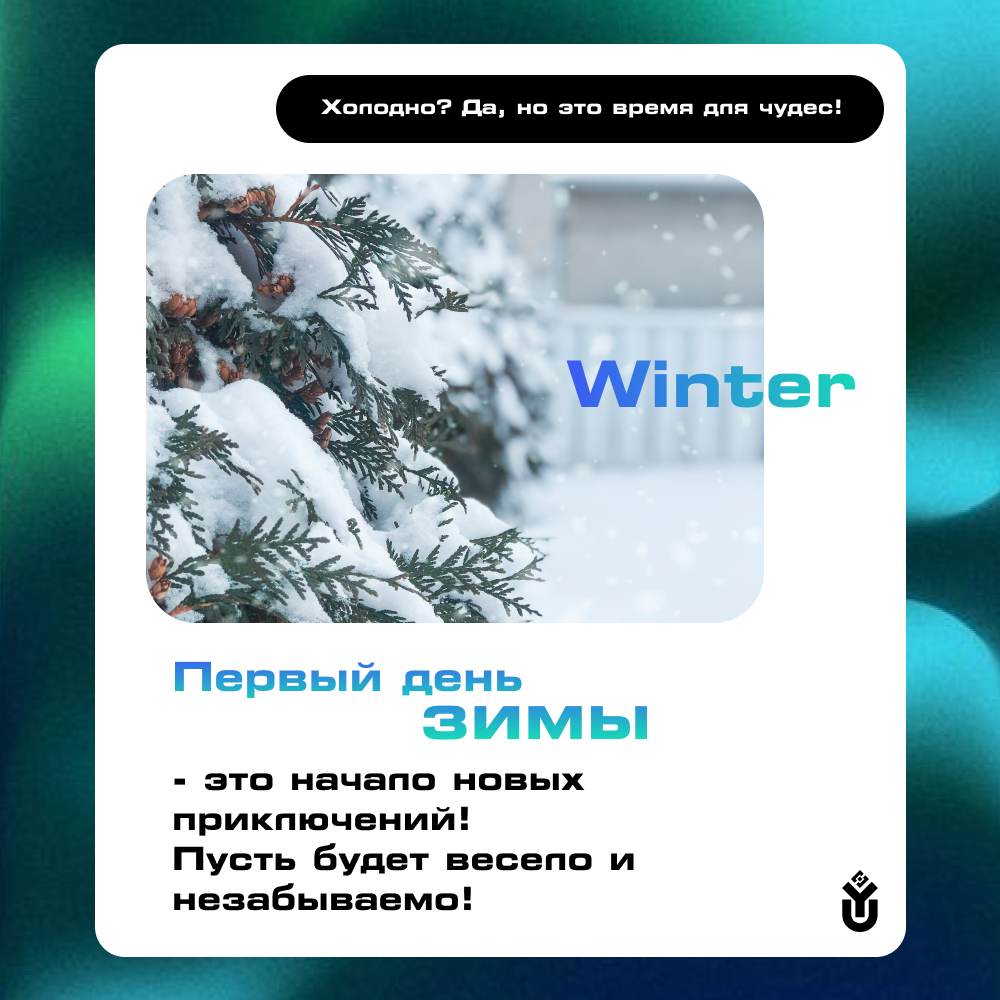 Холодно? Да, но это время для чудес!
Winter
Первый день
зимы
- это начало новых
приключений!
Пусть будет весело и
незабываемо!